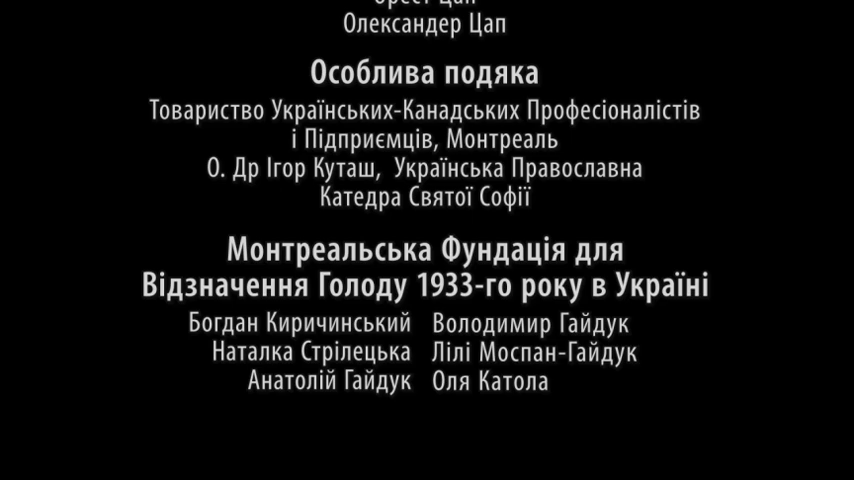 Орест Цап
Олександер Цап
Особлива подяка
Товариство Українських-Канадських Професіоналістів
і Підприємців, Монтреаль
О. Др Ігор Куташ, Українська Православна
Катедра Святої Софії
Монтреальська Фундація для
Відзначення Голоду 1933-го року в Україні
Богдан Киричинський Володимир Гайдук
Наталка Стрілецька Лілі Моспан-Гайдук
Анатолій Гайдук Оля Катола